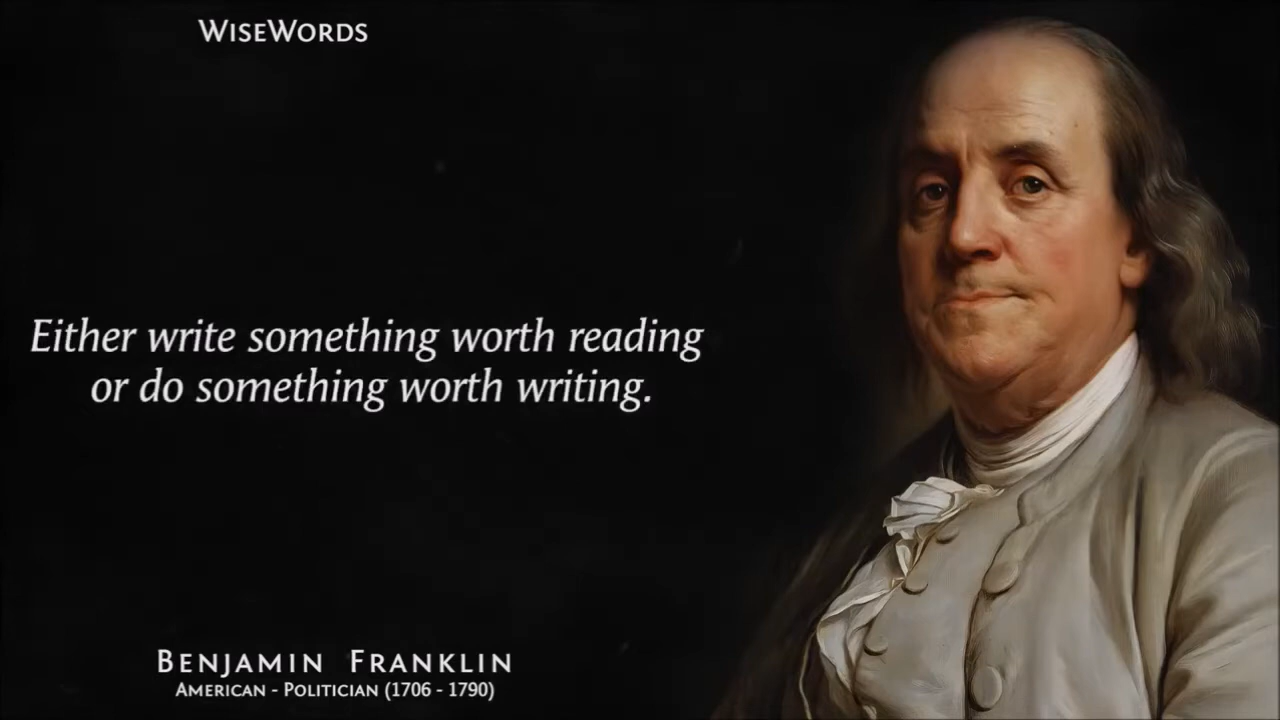 WiseWords
Either write something worth reading
or do something worth writing.
Benjamin Franklin
American - Politician (1706 - 1790)